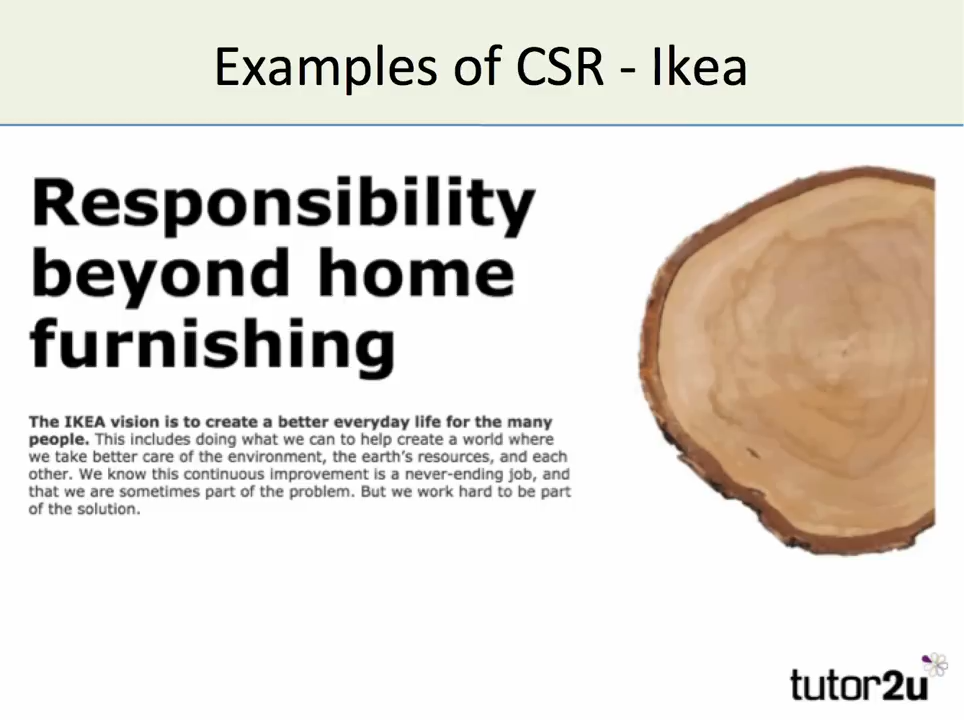 Examples of CSR - Ikea
Responsibility
beyond home
furnishing
The IKEA vision is to create a better everyday life for the many
people. This includes doing what we can to help create a world where
we take better care of the environment, the earth's resources, and each
other. We know this continuous improvement is a never-ending job, and
that we are sometimes part of the problem. But we work hard to be part
of the solution.
tutor2u